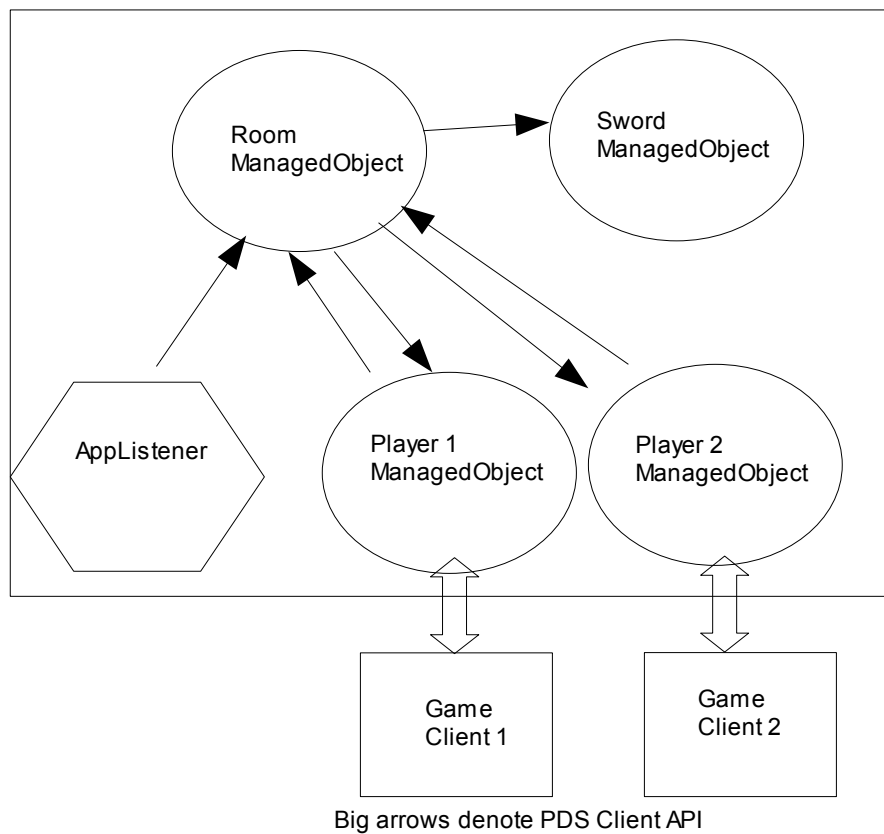 Room
ManagedObject
Sword
ManagedObject
AppListener
Player 1
ManagedObject
Player 2
ManagedObject
Game
Client 1
Game
Client 2
Big arrows denote PDS Client API